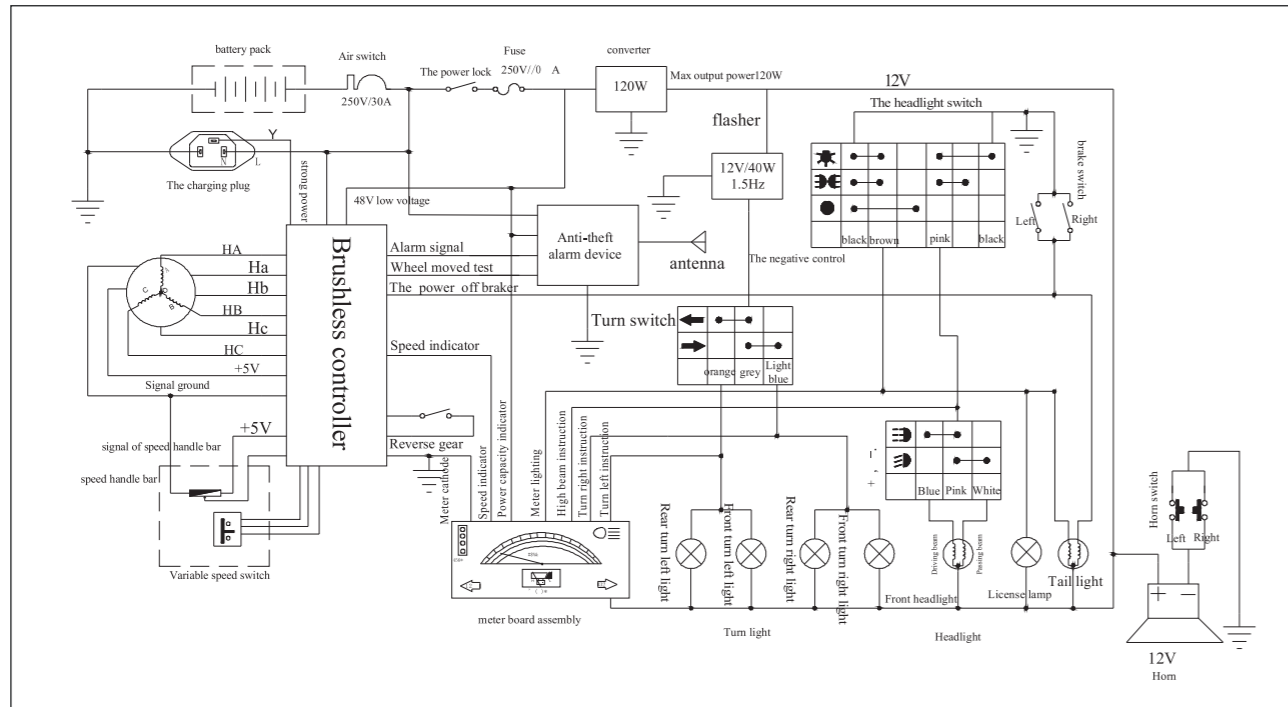 battery pack
Air switch
250V/30A
The power lock
Fuse
250V//0 A
converter
120W
Max output power120W
12V
The headlight switch
flasher
12V/40W
1.5Hz
brake switch
Left
Right
Y
N
L
The charging plug
strong power
48V low voltage
Anti-theft
alarm device
antenna
black
brown
pink
black
The negative control
Brushless controller
Alarm signal
Wheel moved test
The power off braker
HA
Ha
Hb
HB
Hc
HC
+5V
Signal ground
A
B
C
Turn switch
orange
grey
Light
blue
Speed indicator
+5V
signal of speed handle bar
speed handle bar
Variable speed switch
Reverse gear
Meter cathode
Speed indicator
Power capacity indicator
Meter lighting
High beam instruction
Turn right instruction
Turn left instruction
meter board assembly
Rear turn left light
Front turn left light
Rear turn right light
Front turn right light
Turn light
Blue
Pink
White
Driving beam
Passing beam
Front headlight
Headlight
License lamp
Tail light
Horn switch
Left
Right
+
−
12V
Horn